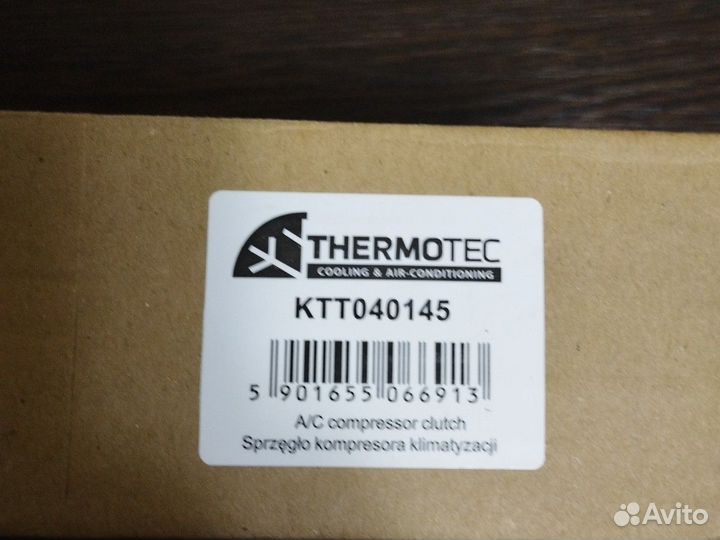 THERMOTEC
COOLING & AIR-CONDITIONING
KTT040145
5 901655 066913
A/C compressor clutch
Sprzęgło kompresora klimatyzacji
Avito